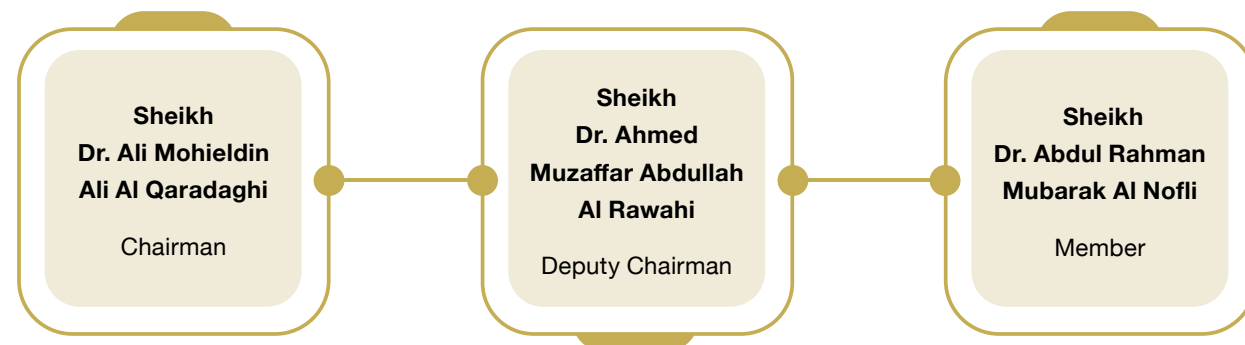 Sheikh
Dr. Ali Mohieldin
Ali Al Qaradaghi
Chairman
Sheikh
Dr. Ahmed
Muzaffar Abdullah
Al Rawahi
Deputy Chairman
Sheikh
Dr. Abdul Rahman
Mubarak Al Nofli
Member